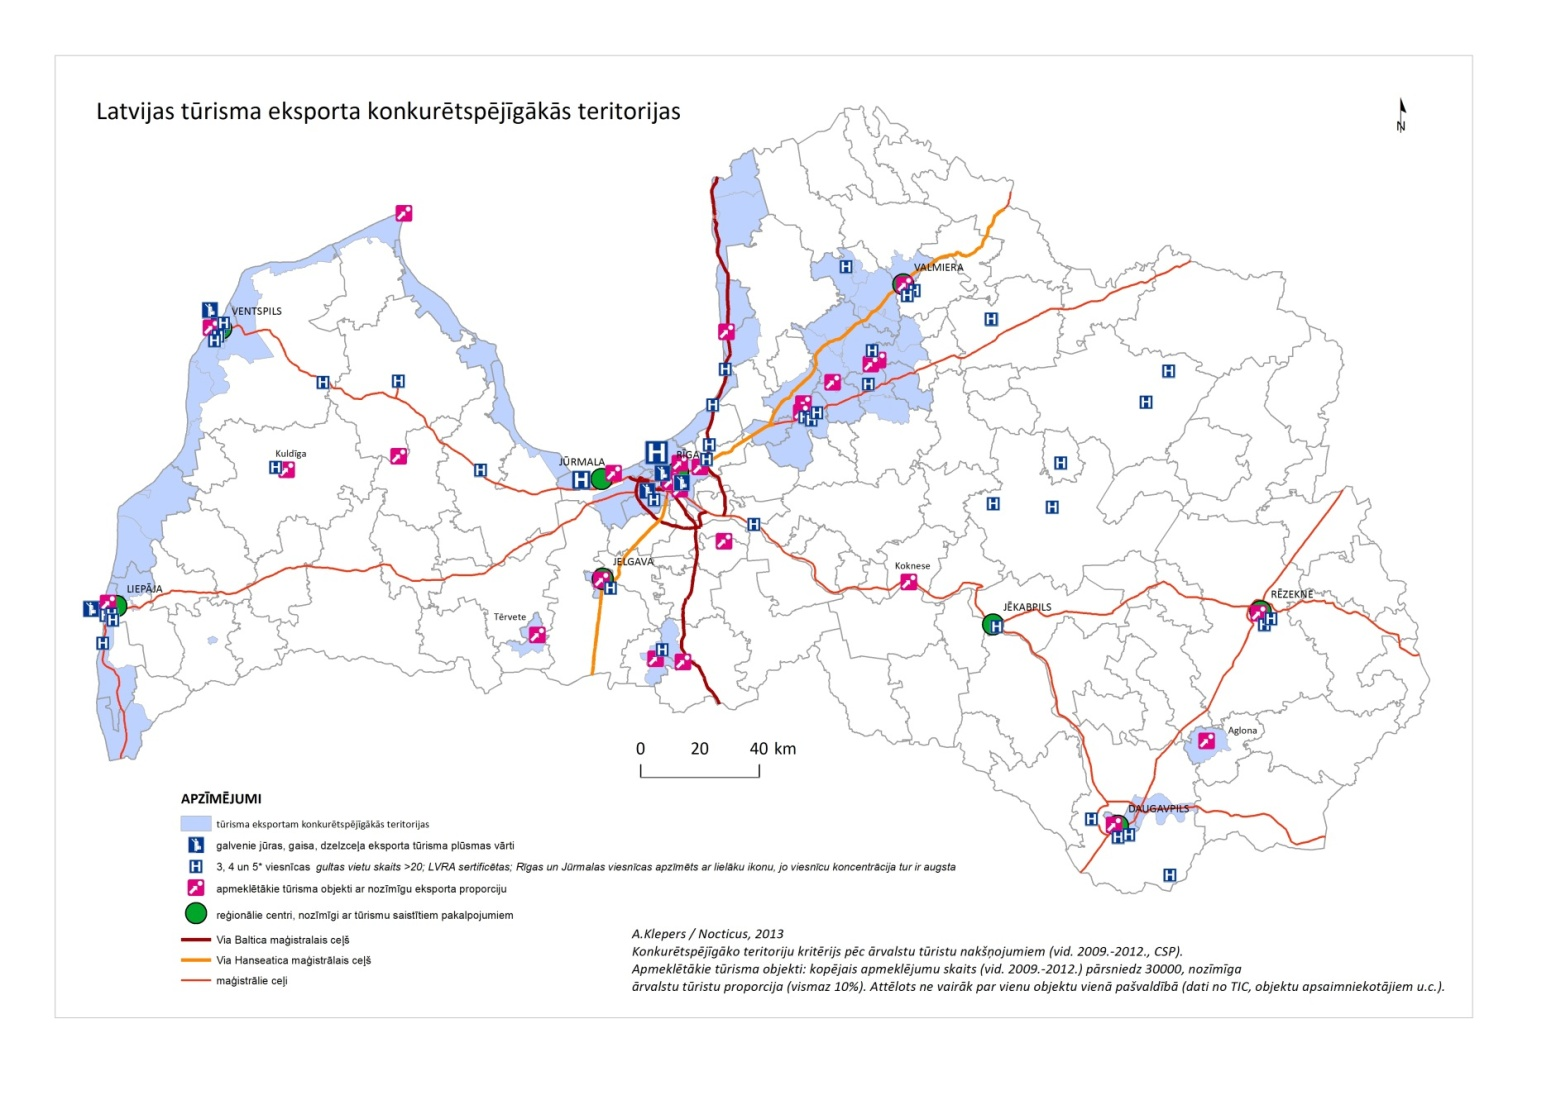 Latvijas tūrisma eksporta konkurētspējīgākās teritorijas
N
VALMIERA
VENTSPILS
Kuldīga
JŪRMALA
RĪGA
JELGAVA
Koknese
LIEPĀJA
RĒZEKNE
JĒKABPILS
Tērvete
Aglona
0 20 40 km
DAUGAVPILS
APZĪMĒJUMI
tūrisma eksportam konkurētspējīgākās teritorijas
galvenie jūras, gaisa, dzelzceļa eksporta tūrisma plūsmas vārti
3, 4 un 5* viesnīcas gultas vietu skaits >20; LVRA sertificētas; Rīgas un Jūrmalas viesnīcas apzīmēts ar lielāku ikonu, jo viesnīcu koncentrācija tur ir augsta
apmeklētākie tūrisma objekti ar nozīmīgu eksporta proporciju
reģionālie centri, nozīmīgi ar tūrismu saistītiem pakalpojumiem
Via Baltica maģistralais ceļš
Via Hanseatica maģistrālais ceļš
maģistrālie ceļi
A.Klepers / Nocticus, 2013
Konkurētspējīgāko teritoriju kritērijs pēc ārvalstu tūristu nakšņojumiem (vid. 2009.-2012., CSP).
Apmeklētākie tūrisma objekti: kopējais apmeklējumu skaits (vid. 2009.-2012.) pārsniedz 30000, nozīmīga
ārvalstu tūristu proporcija (vismaz 10%). Attēlots ne vairāk par vienu objektu vienā pašvaldībā (dati no TIC, objektu apsaimniekotājiem u.c.).